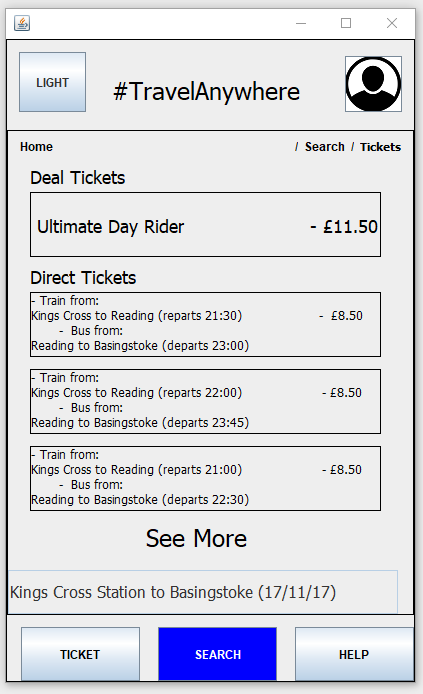 LIGHT
#TravelAnywhere
Home / Search / Tickets
Deal Tickets
Ultimate Day Rider - £11.50
Direct Tickets
- Train from:
Kings Cross to Reading (reparts 21:30) - £8.50
- Bus from:
Reading to Basingstoke (departs 23:00)
- Train from:
Kings Cross to Reading (reparts 22:00) - £8.50
- Bus from:
Reading to Basingstoke (departs 23:45)
- Train from:
Kings Cross to Reading (reparts 21:00) - £8.50
- Bus from:
Reading to Basingstoke (departs 22:30)
See More
Kings Cross Station to Basingstoke (17/11/17)
TICKET SEARCH HELP